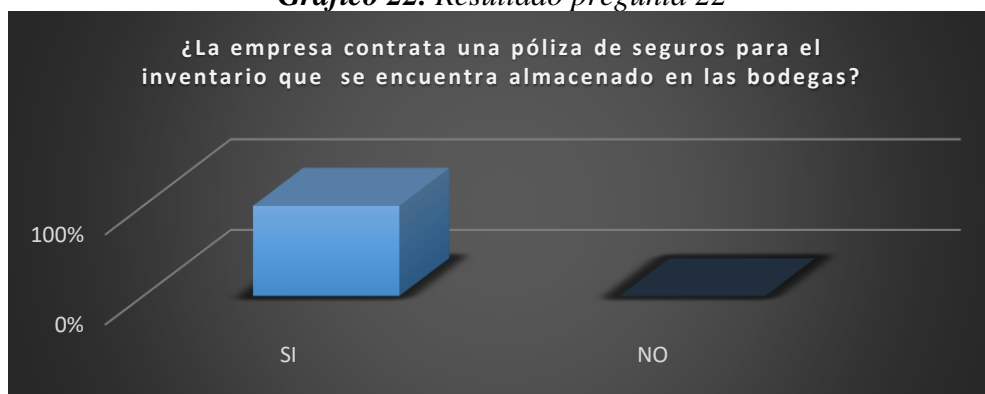 Gráfico 22: Resultado pregunta 22
¿La empresa contrata una póliza de seguros para el
inventario que se encuentra almacenado en las bodegas?
100%
0%
SI NO